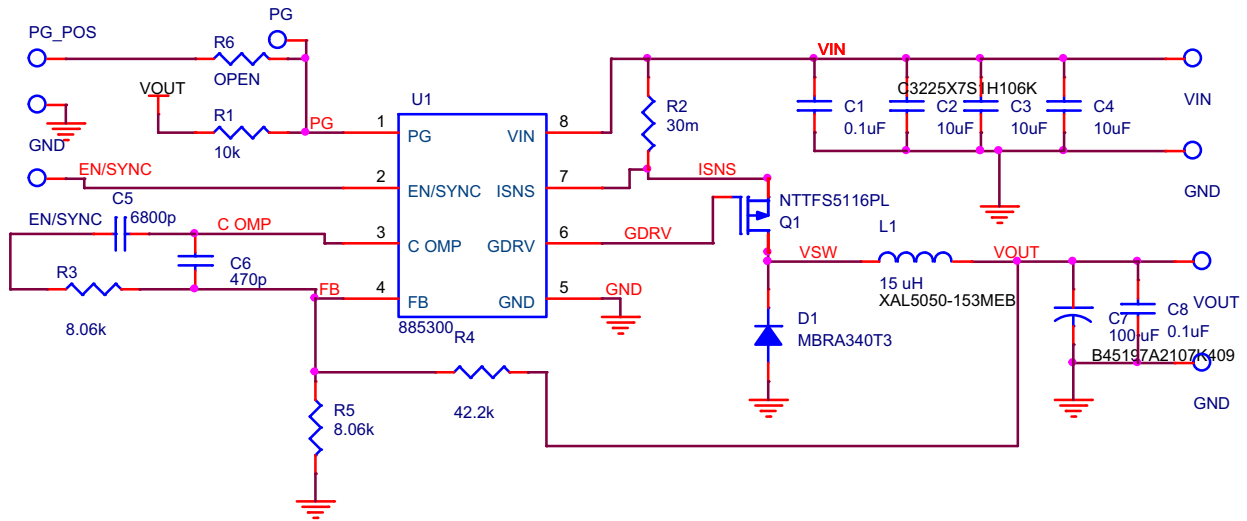 PG
PG_POS
R6
OPEN
VOUT
GND
R1
10k
PG
U1
1
PG
VIN
8
2
EN/SYNC
ISNS
7
3
C OMP
GDRV
6
4
FB
GND
5
885300
EN/SYNC
EN/SYNC
C5
6800p
C OMP
C6
470p
R3
8.06k
FB
R4
42.2k
R5
8.06k
GND
GDRV
R2
30m
ISNS
VIN
C3225X7S1H106K
C1
0.1uF
C2
10uF
C3
10uF
C4
10uF
VIN
GND
NTTFS5116PL
Q1
VSW
L1
15 uH
XAL5050-153MEB
VOUT
D1
MBRA340T3
C7
100 uF
C8
0.1uF
B45197A2107K409
VOUT
GND